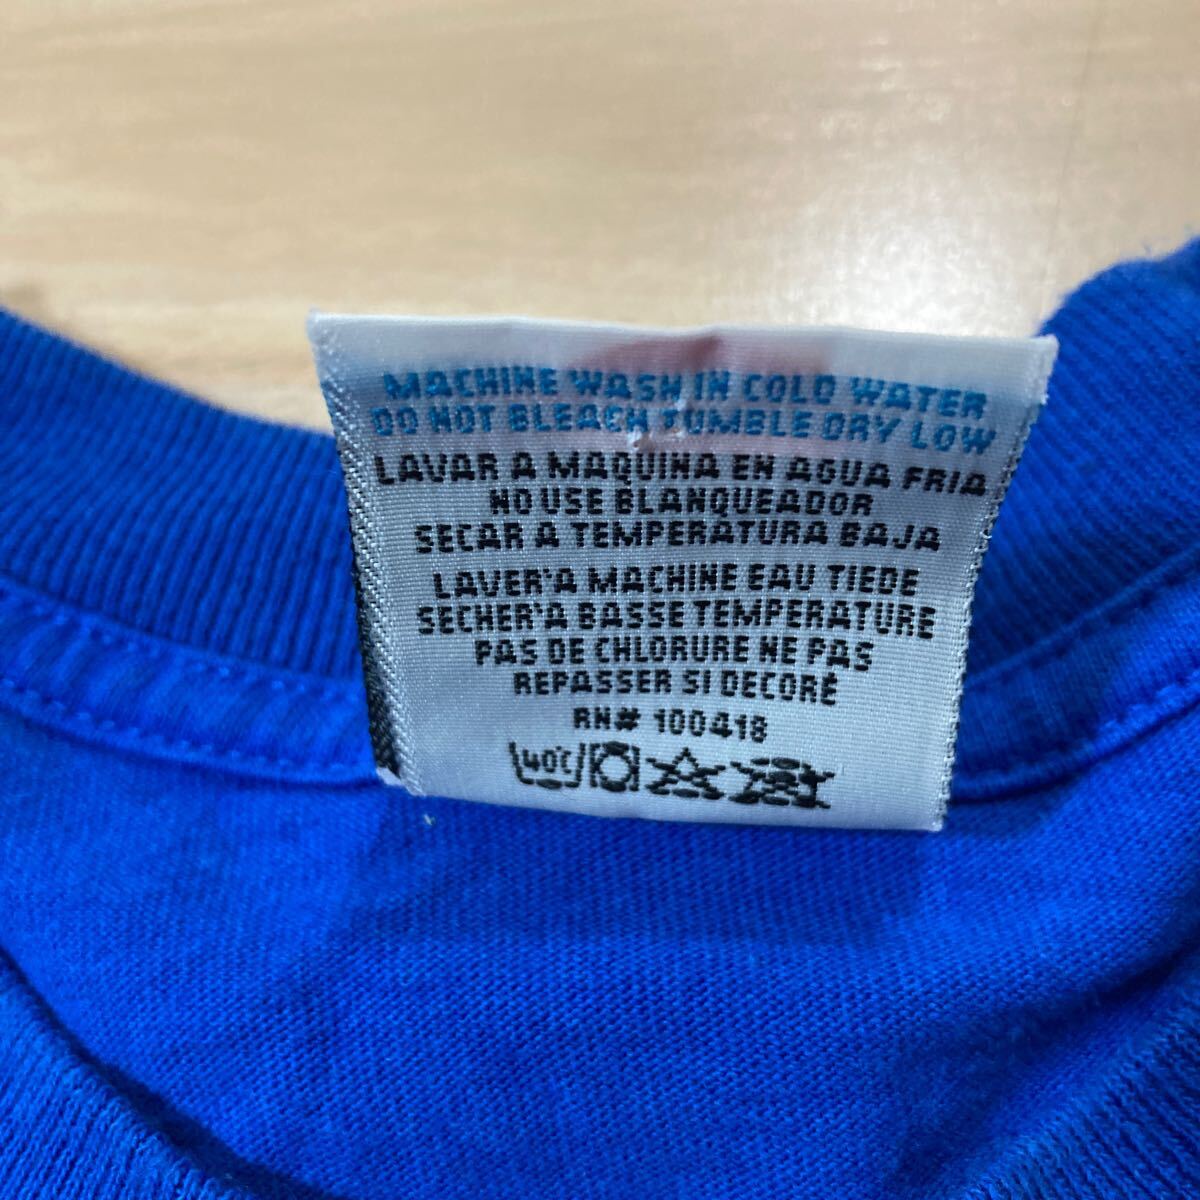 MACHINE WASH IN COLD WATER
DO NOT BLEACH TUMBLE DRY LOW
LAVAR A MAQUINA EN AGUA FRIA
NO USE BLANQUEADOR
SECAR A TEMPERATURA BAJA
LAVER'A MACHINE EAU TIEDE
SECHER'A BASSE TEMPERATURE
PAS DE CHLORURE NE PAS
REPASSER SI DECORÉ
RN# 100418
40°C